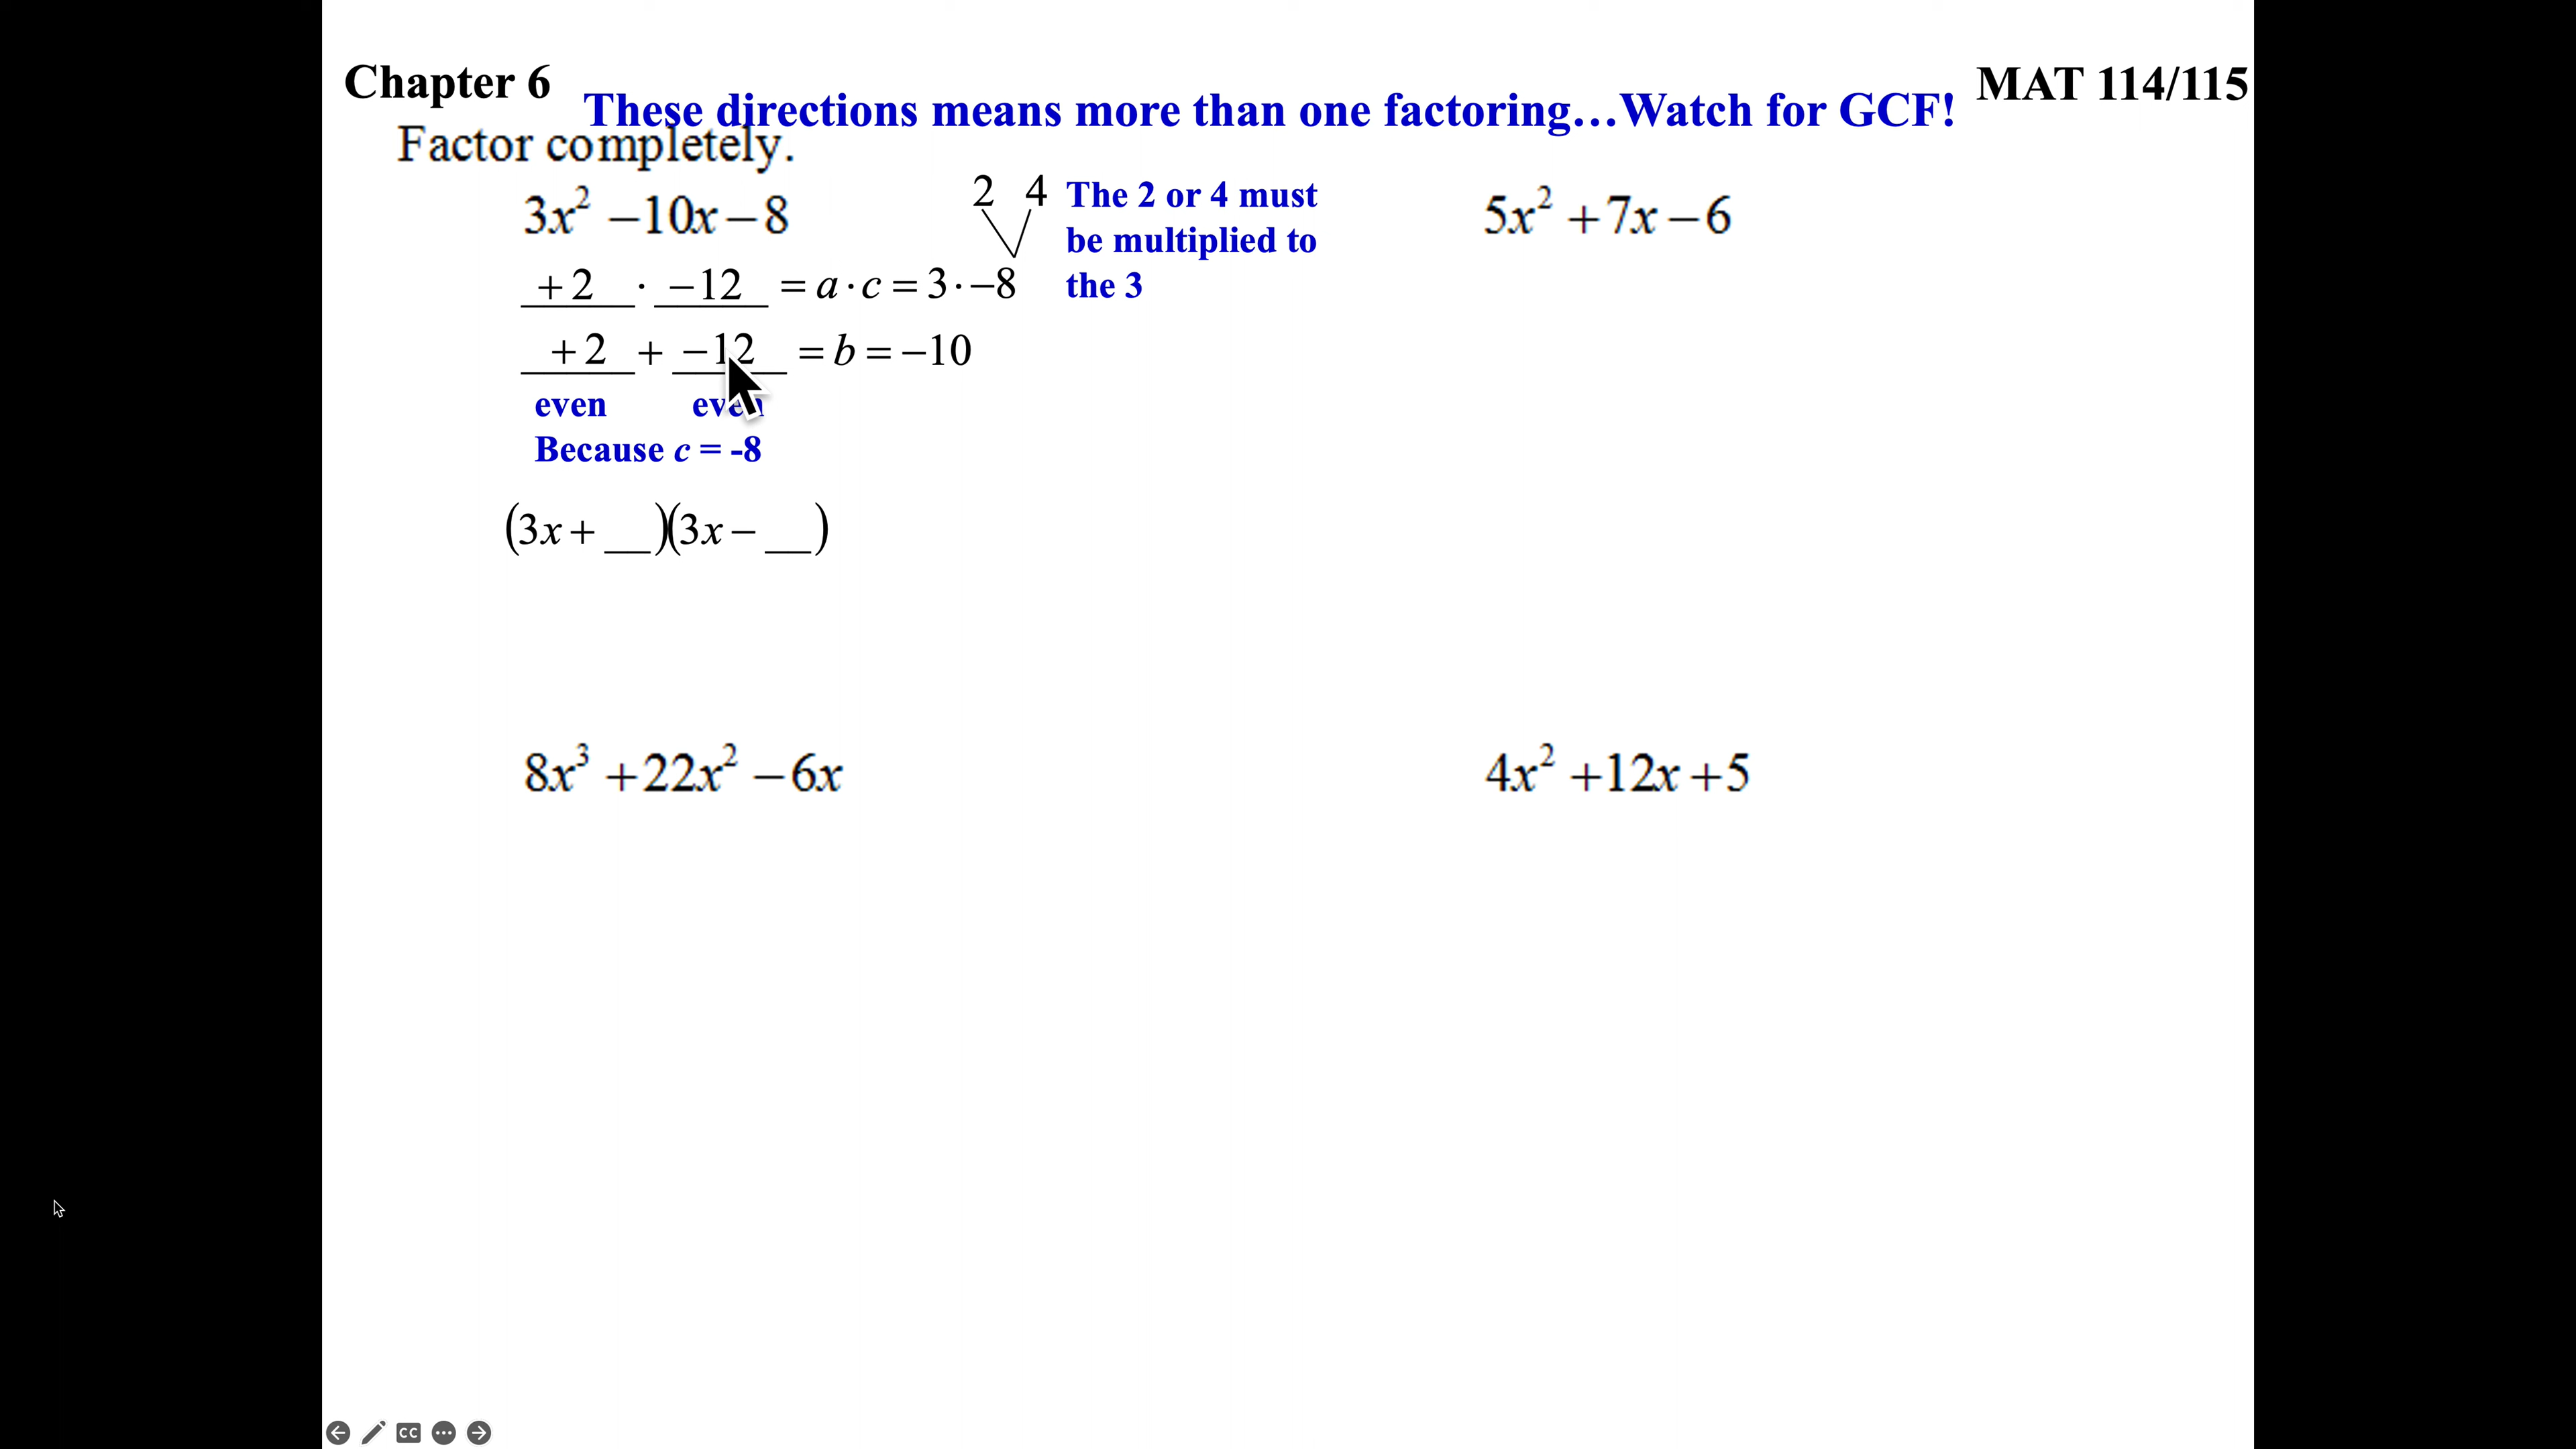 Chapter 6
MAT 114/115
These directions means more than one factoring…Watch for GCF!
Factor completely.
3x² −10x−8
2 4
The 2 or 4 must
be multiplied to
the 3
+2 · −12 = a·c = 3·−8
+2 + −12 = b = −10
even even
Because c = -8
(3x+__)(3x−__)
5x² +7x−6
8x³ +22x² −6x
4x² +12x+5
CC